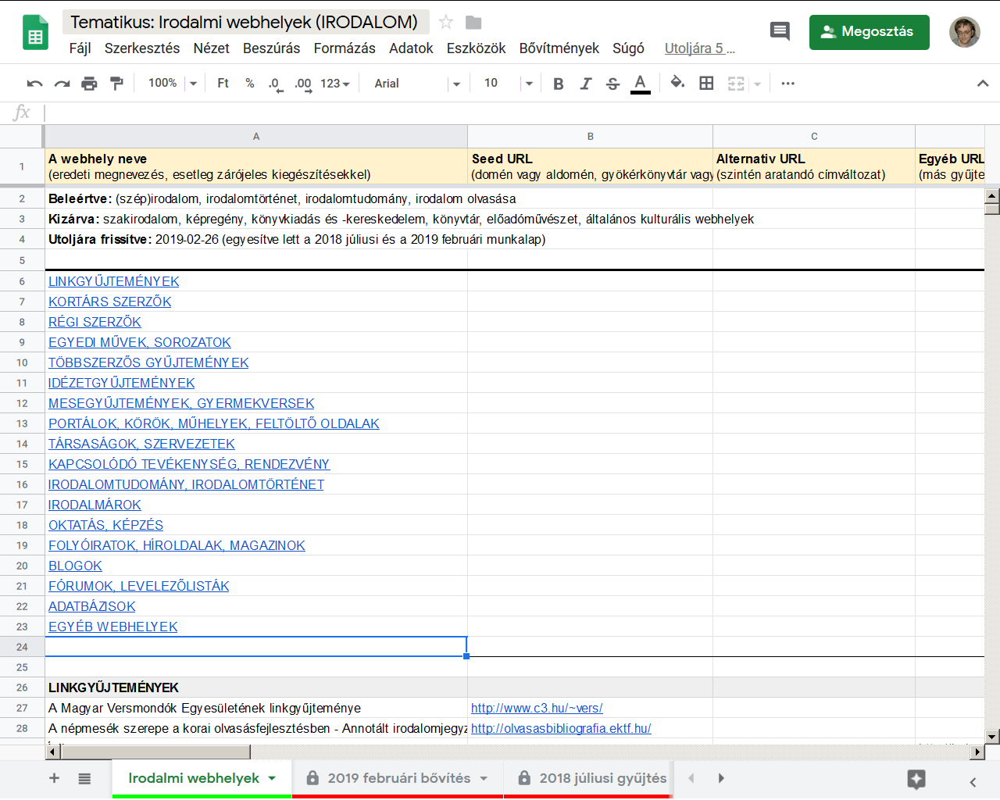 Tematikus: Irodalmi webhelyek (IRODALOM)
Fájl Szerkesztés Nézet Beszúrás Formázás Adatok Eszközök Bővítmények Súgó Utoljára 5 ...
Megosztás
100% Ft % .0 .00 123 Arial 10 B I S A ...
fx
A B C
1 A webhely neve Seed URL Alternativ URL Egyéb URL
(eredeti megnevezés, esetleg zárójeles kiegészítésekkel) (domén vagy aldomén, gyökérkönyvtár vagy (szintén aratandó címváltozat) (más gyűjte
2 Beleértve: (szép)irodalom, irodalomtörténet, irodalomtudomány, irodalom olvasása
3 Kizárva: szakirodalom, képregény, könyvkiadás és -kereskedelem, könyvtár, előadóművészet, általános kulturális webhelyek
4 Utoljára frissítve: 2019-02-26 (egyesítve lett a 2018 júliusi és a 2019 februári munkalap)
5
6 LINKGYŰJTEMÉNYEK
7 KORTÁRS SZERZŐK
8 RÉGI SZERZŐK
9 EGYEDI MŰVEK, SOROZATOK
10 TÖBBSZERZŐS GYŰJTEMÉNYEK
11 IDÉZETGYŰJTEMÉNYEK
12 MESEGYŰJTEMÉNYEK, GYERMEKVERSEK
13 PORTÁLOK, KÖRÖK, MŰHELYEK, FELTÖLTŐ OLDALAK
14 TÁRSASÁGOK, SZERVEZETEK
15 KAPCSOLÓDÓ TEVÉKENYSÉG, RENDEZVÉNY
16 IRODALOMTUDOMÁNY, IRODALOMTÖRTÉNET
17 IRODALMÁROK
18 OKTATÁS, KÉPZÉS
19 FOLYÓIRATOK, HÍROLDALAK, MAGAZINOK
20 BLOGOK
21 FÓRUMOK, LEVELEZŐLISTÁK
22 ADATBÁZISOK
23 EGYÉB WEBHELYEK
24
25
26 LINKGYŰJTEMÉNYEK
27 A Magyar Versmondók Egyesületének linkgyűjteménye http://www.c3.hu/~vers/
28 A népmesék szerepe a korai olvasásfejlesztésben - Annotált irodalomjegyz http://olvasasbibliografia.ektf.hu/
Irodalmi webhelyek 2019 februári bővítés 2018 júliusi gyűjtés